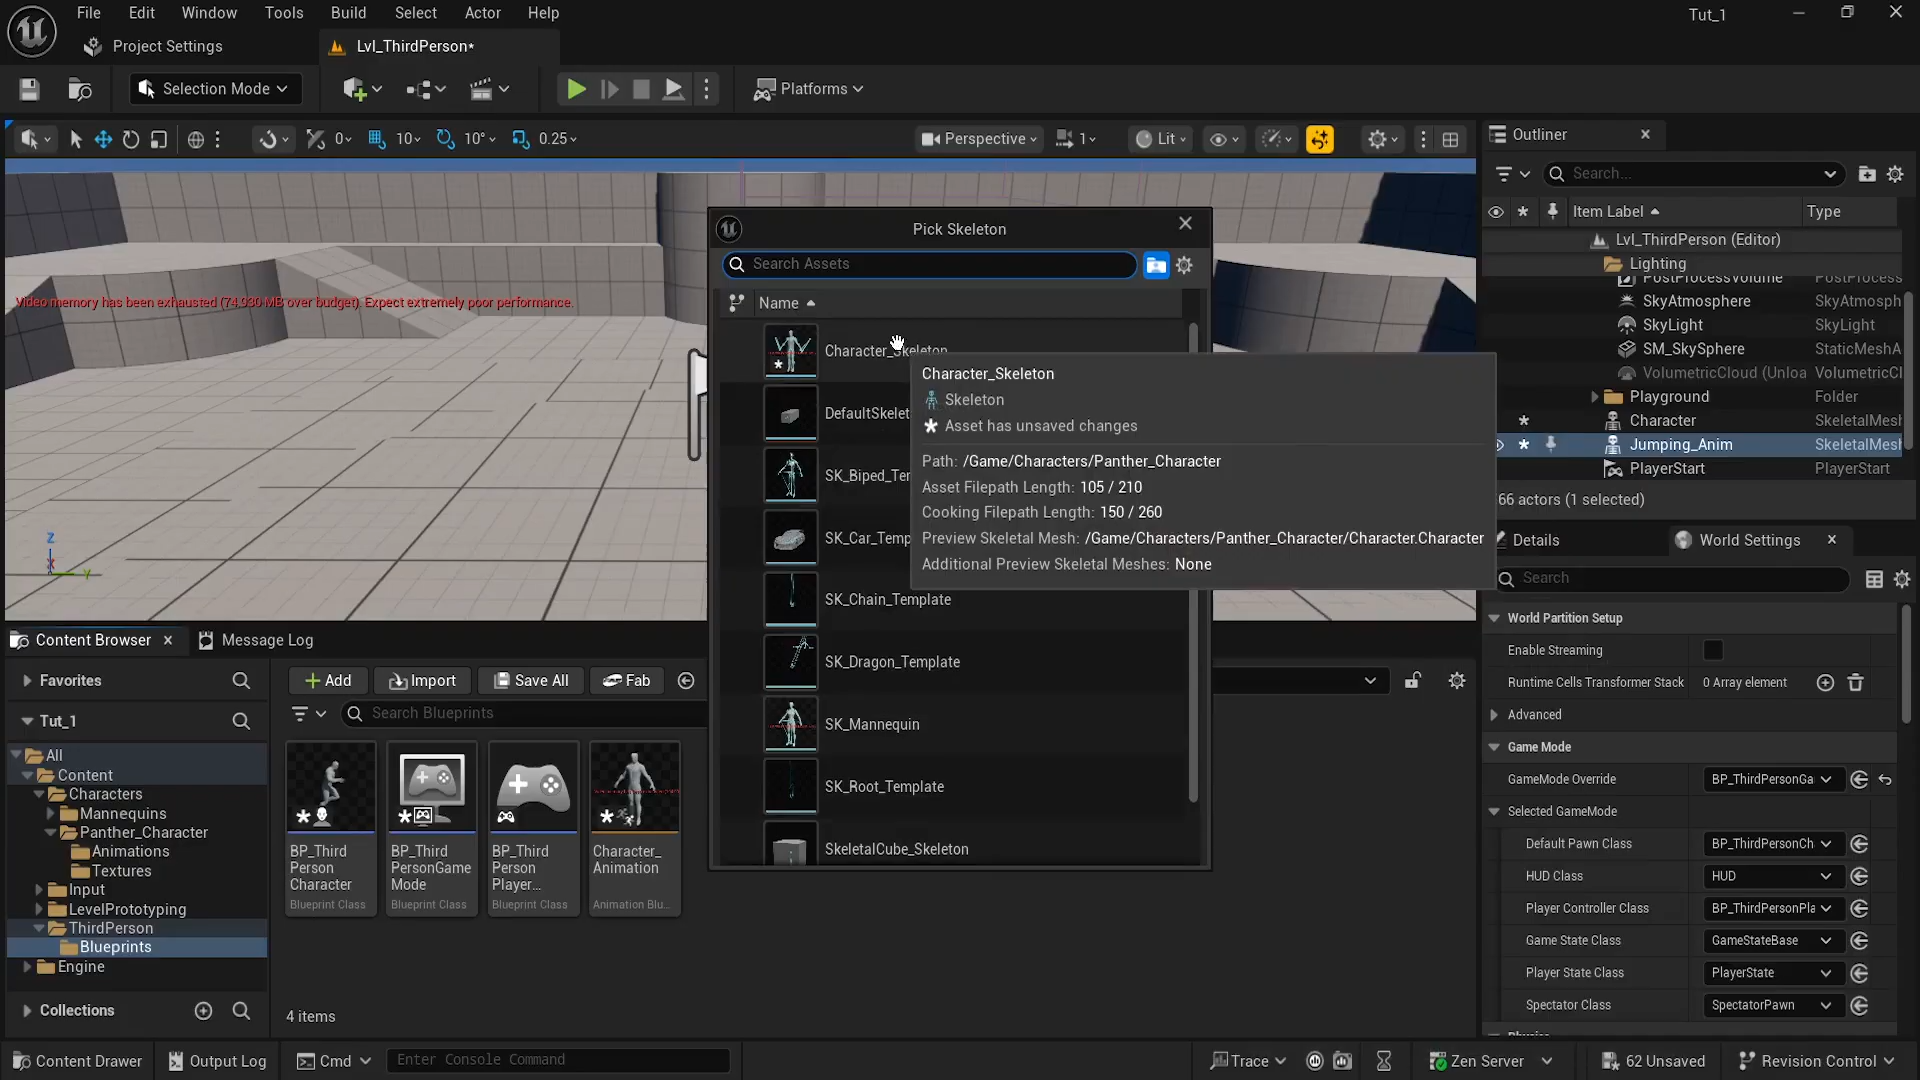 File Edit Window Tools Build Select Actor Help
Tut_1
Project Settings
Lvl_ThirdPerson*
Selection Mode
Platforms
0
10
10°
0.25
Perspective
1
Lit
Video memory has been exhausted (74.930 MB over budget). Expect extremely poor performance.
Z
X
Y
Pick Skeleton
Search Assets
Name
Character_Skeleton
DefaultSkelet
SK_Biped_Tem
SK_Car_Temp
SK_Chain_Template
SK_Dragon_Template
SK_Mannequin
SK_Root_Template
SkeletalCube_Skeleton
Character_Skeleton
Skeleton
Asset has unsaved changes
Path: /Game/Characters/Panther_Character
Asset Filepath Length: 105 / 210
Cooking Filepath Length: 150 / 260
Preview Skeletal Mesh: /Game/Characters/Panther_Character/Character.Character
Additional Preview Skeletal Meshes: None
Outliner
Search...
Item Label Type
Lvl_ThirdPerson (Editor)
Lighting
PostProcessVolume PostProcess
SkyAtmosphere SkyAtmosph
SkyLight SkyLight
SM_SkySphere StaticMeshA
VolumetricCloud (Unloa VolumetricCl
Playground Folder
Character SkeletalMesh
Jumping_Anim SkeletalMesh
PlayerStart PlayerStart
66 actors (1 selected)
Details
World Settings
Search
World Partition Setup
Enable Streaming
Runtime Cells Transformer Stack 0 Array element
Advanced
Game Mode
GameMode Override BP_ThirdPersonGa
Selected GameMode
Default Pawn Class BP_ThirdPersonCh
HUD Class HUD
Player Controller Class BP_ThirdPersonPla
Game State Class GameStateBase
Player State Class PlayerState
Spectator Class SpectatorPawn
Physics
Content Browser
Message Log
Favorites
Add
Import
Save All
Fab
Tut_1
Search Blueprints
All
Content
Characters
Mannequins
Panther_Character
Animations
Textures
Input
LevelPrototyping
ThirdPerson
Blueprints
Engine
Collections
BP_Third
Person
Character
Blueprint Class
BP_Third
PersonGame
Mode
Blueprint Class
BP_Third
Person
Player...
Blueprint Class
Character_
Animation
Animation Blu...
4 items
Content Drawer
Output Log
Cmd
Enter Console Command
Trace
Zen Server
62 Unsaved
Revision Control